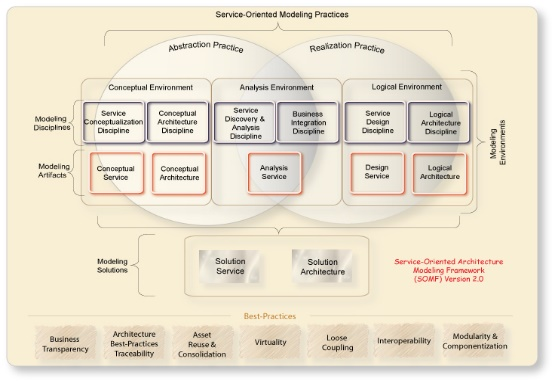 Service-Oriented Modeling Practices
Abstraction Practice
Realization Practice
Conceptual Environment
Analysis Environment
Logical Environment
Modeling
Disciplines
Service
Conceptualization
Discipline
Conceptual
Architecture
Discipline
Service
Discovery &
Analysis
Discipline
Business
Integration
Discipline
Service
Design
Discipline
Logical
Architecture
Discipline
Modeling
Environments
Modeling
Artifacts
Conceptual
Service
Conceptual
Architecture
Analysis
Service
Design
Service
Logical
Architecture
Modeling
Solutions
Solution
Service
Solution
Architecture
Service-Oriented Architecture
Modeling Framework
(SOMF) Version 2.0
Best-Practices
Business
Transparency
Architecture
Best-Practices
Traceability
Asset
Reuse &
Consolidation
Virtuality
Loose
Coupling
Interoperability
Modularity &
Componentization